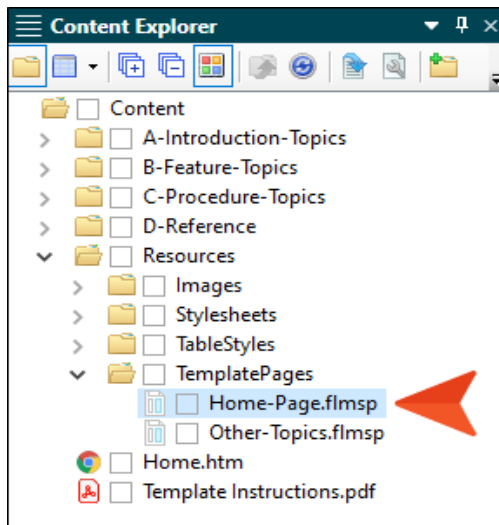 Content Explorer
Content
A-Introduction-Topics
B-Feature-Topics
C-Procedure-Topics
D-Reference
Resources
Images
Stylesheets
TableStyles
TemplatePages
Home-Page.flmsp
Other-Topics.flmsp
Home.htm
Template Instructions.pdf